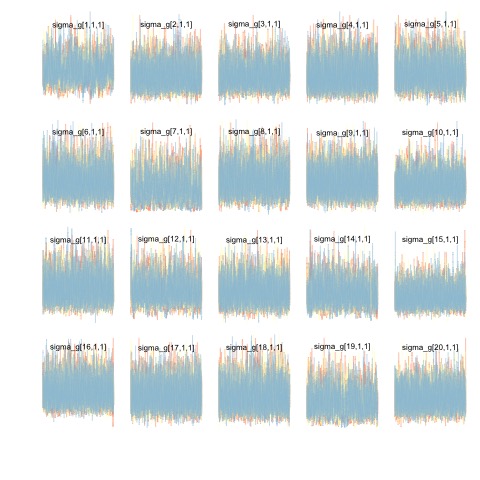 sigma_g[1,1,1] sigma_g[2,1,1] sigma_g[3,1,1] sigma_g[4,1,1] sigma_g[5,1,1]
sigma_g[6,1,1] sigma_g[7,1,1] sigma_g[8,1,1] sigma_g[9,1,1] sigma_g[10,1,1]
sigma_g[11,1,1] sigma_g[12,1,1] sigma_g[13,1,1] sigma_g[14,1,1] sigma_g[15,1,1]
sigma_g[16,1,1] sigma_g[17,1,1] sigma_g[18,1,1] sigma_g[19,1,1] sigma_g[20,1,1]